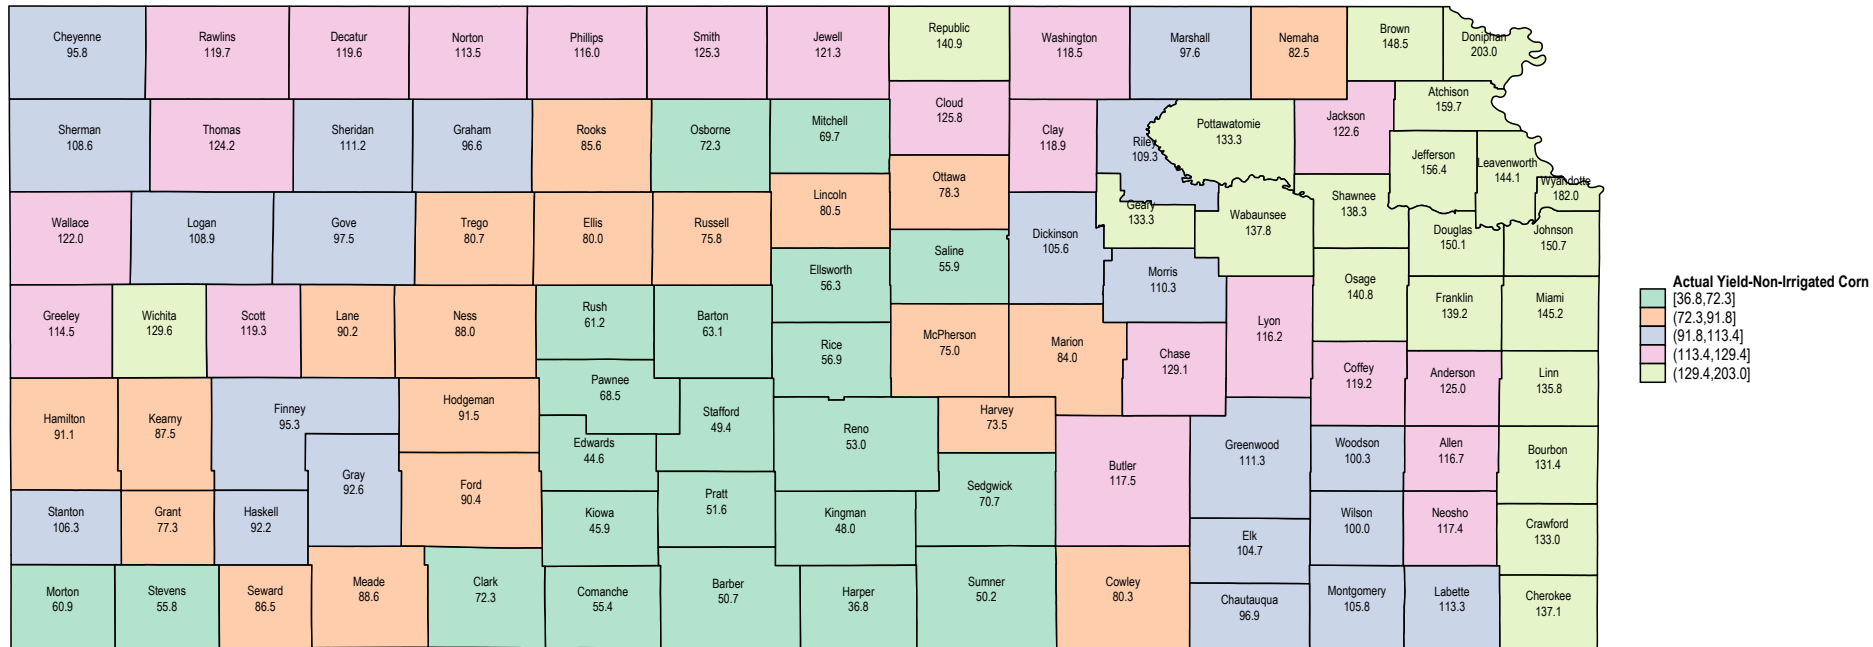 Cheyenne
95.8
Rawlins
119.7
Decatur
119.6
Norton
113.5
Phillips
116.0
Smith
125.3
Jewell
121.3
Republic
140.9
Washington
118.5
Marshall
97.6
Nemaha
82.5
Brown
148.5
Doniphan
203.0
Sherman
108.6
Thomas
124.2
Sheridan
111.2
Graham
96.6
Rooks
85.6
Osborne
72.3
Mitchell
69.7
Cloud
125.8
Clay
118.9
Riley
109.3
Pottawatomie
133.3
Jackson
122.6
Atchison
159.7
Jefferson
156.4
Leavenworth
144.1
Wyandotte
182.0
Wallace
122.0
Logan
108.9
Gove
97.5
Trego
80.7
Ellis
80.0
Russell
75.8
Lincoln
80.5
Ottawa
78.3
Saline
55.9
Dickinson
105.6
Geary
133.3
Wabaunsee
137.8
Shawnee
138.3
Douglas
150.1
Johnson
150.7
Ellsworth
56.3
Morris
110.3
Osage
140.8
Franklin
139.2
Miami
145.2
Greeley
114.5
Wichita
129.6
Scott
119.3
Lane
90.2
Ness
88.0
Rush
61.2
Barton
63.1
Rice
56.9
McPherson
75.0
Marion
84.0
Chase
129.1
Lyon
116.2
Coffey
119.2
Anderson
125.0
Linn
135.8
Hamilton
91.1
Kearny
87.5
Finney
95.3
Hodgeman
91.5
Pawnee
68.5
Stafford
49.4
Reno
53.0
Harvey
73.5
Edwards
44.6
Gray
92.6
Ford
90.4
Butler
117.5
Greenwood
111.3
Woodson
100.3
Allen
116.7
Bourbon
131.4
Stanton
106.3
Grant
77.3
Haskell
92.2
Kiowa
45.9
Pratt
51.6
Kingman
48.0
Sedgwick
70.7
Elk
104.7
Wilson
100.0
Neosho
117.4
Crawford
133.0
Morton
60.9
Stevens
55.8
Seward
86.5
Meade
88.6
Clark
72.3
Comanche
55.4
Barber
50.7
Harper
36.8
Sumner
50.2
Cowley
80.3
Chautauqua
96.9
Montgomery
105.8
Labette
113.3
Cherokee
137.1
Actual Yield-Non-Irrigated Corn
[36.8,72.3]
(72.3,91.8]
(91.8,113.4]
(113.4,129.4]
(129.4,203.0]